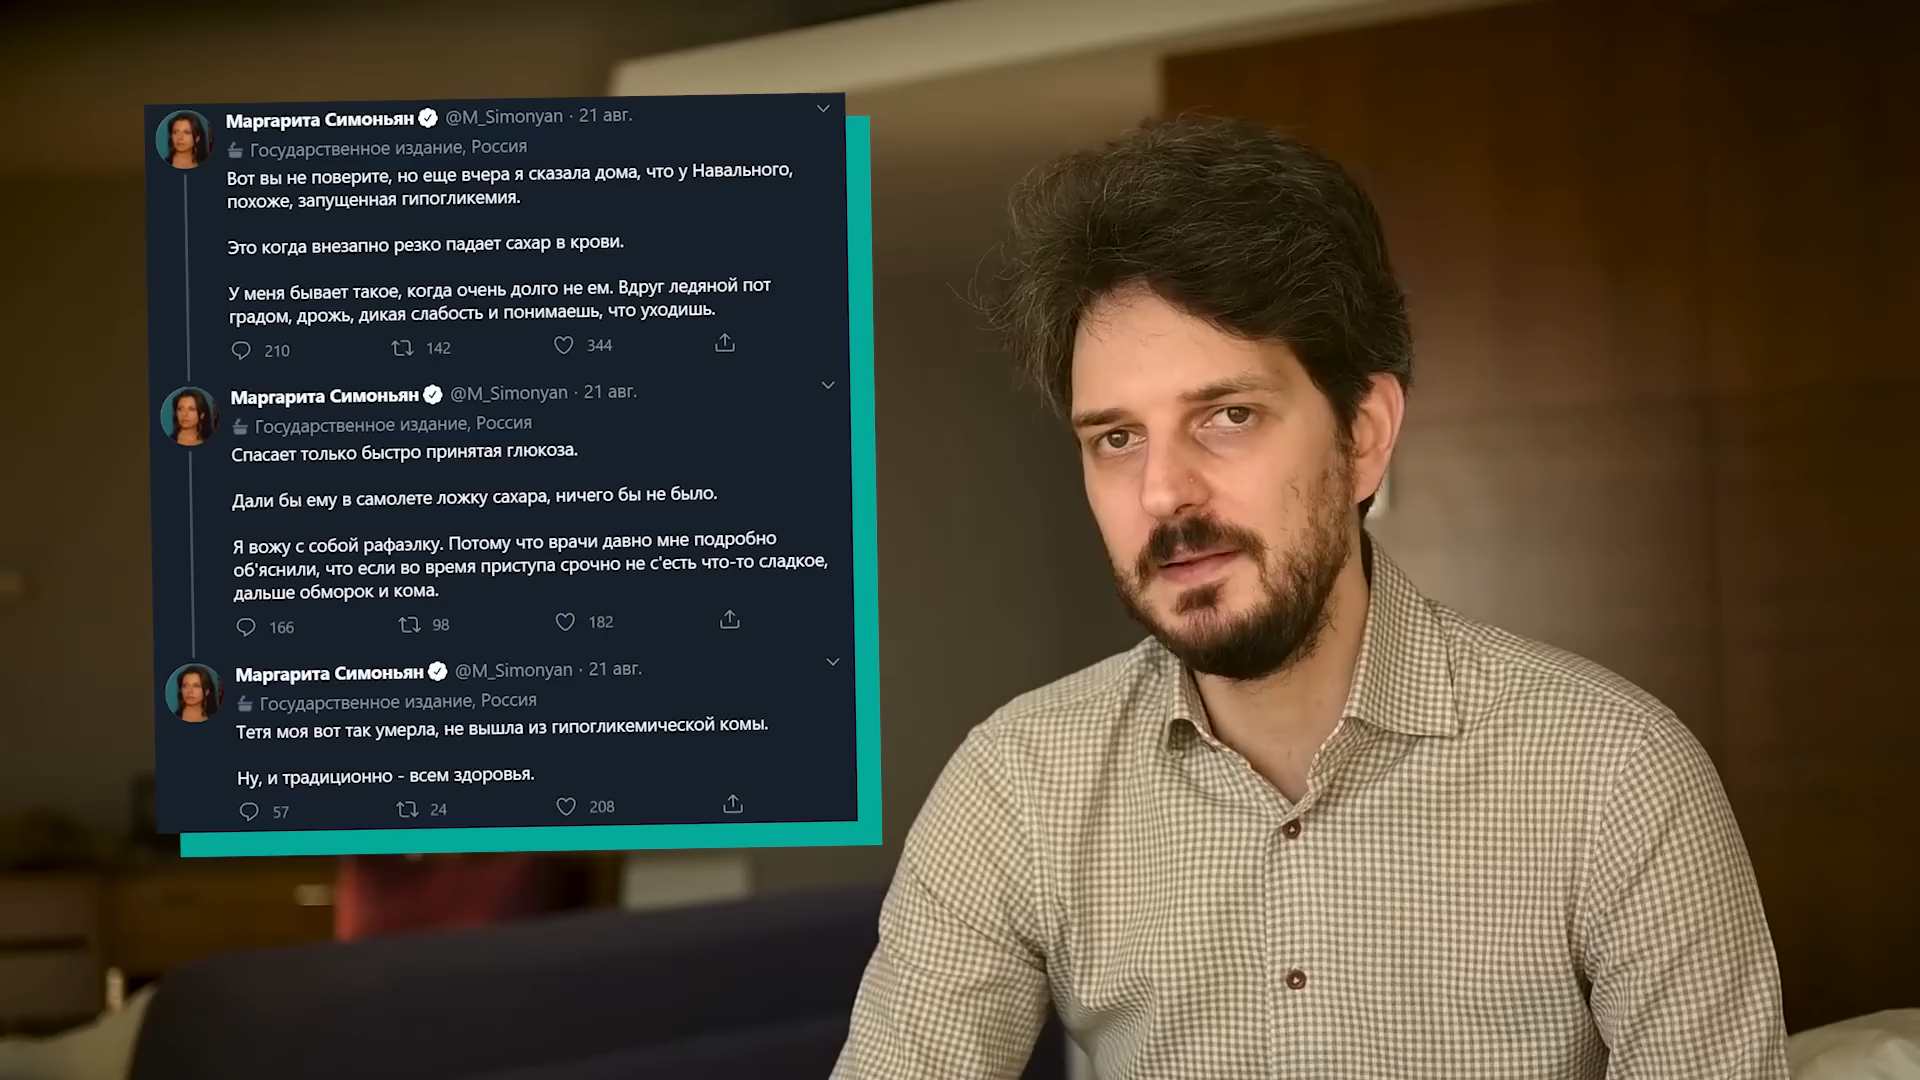 Маргарита Симоньян @M_Simonyan · 21 авг.
Государственное издание, Россия
Вот вы не поверите, но еще вчера я сказала дома, что у Навального,
похоже, запущенная гипогликемия.
Это когда внезапно резко падает сахар в крови.
У меня бывает такое, когда очень долго не ем. Вдруг ледяной пот
градом, дрожь, дикая слабость и понимаешь, что уходишь.
210 142 344
Маргарита Симоньян @M_Simonyan · 21 авг.
Государственное издание, Россия
Спасает только быстро принятая глюкоза.
Дали бы ему в самолете ложку сахара, ничего бы не было.
Я вожу с собой рафаэлку. Потому что врачи давно мне подробно
об'яснили, что если во время приступа срочно не с'есть что-то сладкое,
дальше обморок и кома.
166 98 182
Маргарита Симоньян @M_Simonyan · 21 авг.
Государственное издание, Россия
Тетя моя вот так умерла, не вышла из гипогликемической комы.
Ну, и традиционно - всем здоровья.
57 24 208